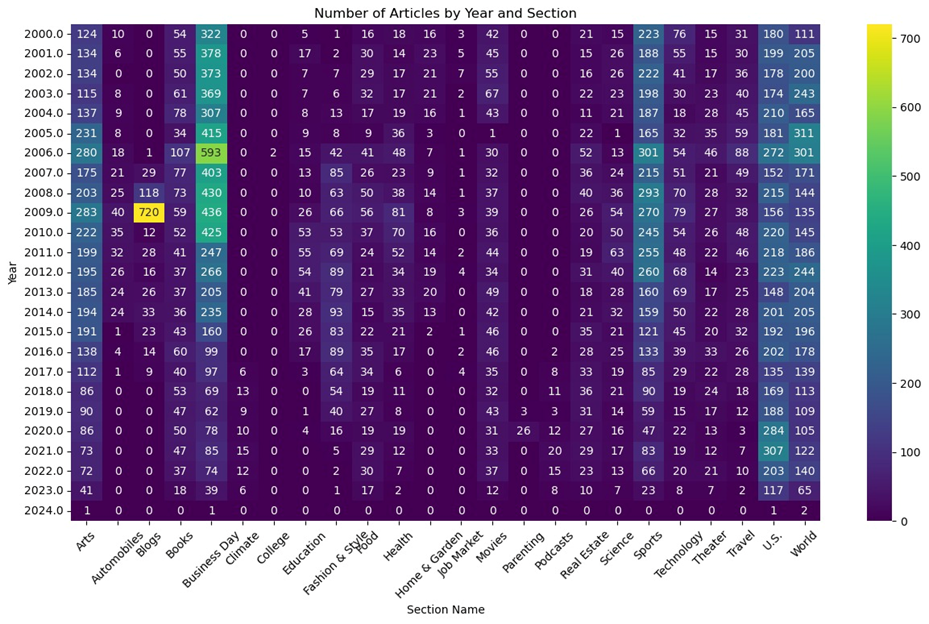 Number of Articles by Year and Section
2000.0 124 10 0 54 322 0 0 5 1 16 18 16 3 42 0 0 21 15 223 76 15 31 180 111
2001.0 134 6 0 55 378 0 0 17 2 30 14 23 5 45 0 0 15 26 188 55 15 30 199 205
2002.0 134 0 0 50 373 0 0 7 7 29 17 21 7 55 0 0 16 26 222 41 17 36 178 200
2003.0 115 8 0 61 369 0 0 7 6 32 17 21 2 67 0 0 22 23 198 30 23 40 174 243
2004.0 137 9 0 78 307 0 0 8 13 17 19 16 1 43 0 0 11 21 187 18 28 45 210 165
2005.0 231 8 0 34 415 0 0 9 8 9 36 3 0 1 0 0 22 1 165 32 35 59 181 311
2006.0 280 18 1 107 593 0 2 15 42 41 48 7 1 30 0 0 52 13 301 54 46 88 272 301
2007.0 175 21 29 77 403 0 0 13 85 26 23 9 1 32 0 0 36 24 215 51 21 49 152 171
2008.0 203 25 118 73 430 0 0 10 63 50 38 14 1 37 0 0 40 36 293 70 28 32 215 144
2009.0 283 40 720 59 436 0 0 26 66 56 81 8 3 39 0 0 26 54 270 79 27 38 156 135
2010.0 222 35 12 52 425 0 0 53 53 37 70 16 0 36 0 0 20 50 245 54 26 48 220 145
2011.0 199 32 28 41 247 0 0 55 69 24 52 14 2 44 0 0 19 63 255 48 22 46 218 186
2012.0 195 26 16 37 266 0 0 54 89 21 34 19 4 34 0 0 31 40 260 68 14 23 223 244
2013.0 185 24 26 37 205 0 0 41 79 27 33 20 0 49 0 0 18 28 160 69 17 25 148 204
2014.0 194 24 33 36 235 0 0 28 93 15 35 13 0 42 0 0 21 32 159 50 22 28 201 205
2015.0 191 1 23 43 160 0 0 26 83 22 21 2 1 46 0 0 35 21 121 45 20 32 192 196
2016.0 138 4 14 60 99 0 0 17 89 35 17 0 2 46 0 2 28 25 133 39 33 26 202 178
2017.0 112 1 9 40 97 6 0 3 64 34 6 0 4 37 0 8 33 19 85 29 22 28 135 139
2018.0 86 0 0 53 69 13 0 0 54 19 11 0 0 32 0 11 36 21 90 19 24 18 169 113
2019.0 90 0 0 47 62 9 0 1 40 27 8 0 0 43 3 3 31 14 59 15 17 12 188 109
2020.0 86 0 0 50 78 10 0 4 16 19 19 0 0 31 26 12 27 16 47 22 13 3 284 105
2021.0 73 0 0 47 85 15 0 0 5 29 14 0 0 33 0 20 29 17 83 19 12 7 307 122
2022.0 72 0 0 37 74 12 0 0 2 30 7 0 0 37 0 15 23 13 66 20 21 10 203 140
2023.0 41 0 0 18 39 6 0 0 1 17 2 0 0 12 0 8 10 7 23 8 7 2 117 65
2024.0 1 0 0 0 1 0 0 0 0 0 0 0 0 0 0 0 0 0 0 0 0 0 1 2
Year
Arts Automobiles Blogs Books Business Day Climate College Education Fashion & Style Food Health Home & Garden Job Market Movies Parenting Podcasts Real Estate Science Sports Technology Theater Travel U.S. World
Section Name
700
600
500
400
300
200
100
0